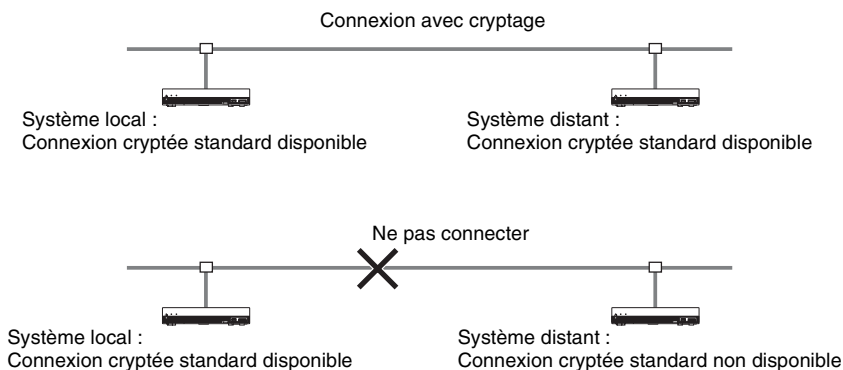 Connexion avec cryptage
Système local :
Connexion cryptée standard disponible
Système distant :
Connexion cryptée standard disponible
Ne pas connecter
Système local :
Connexion cryptée standard disponible
Système distant :
Connexion cryptée standard non disponible